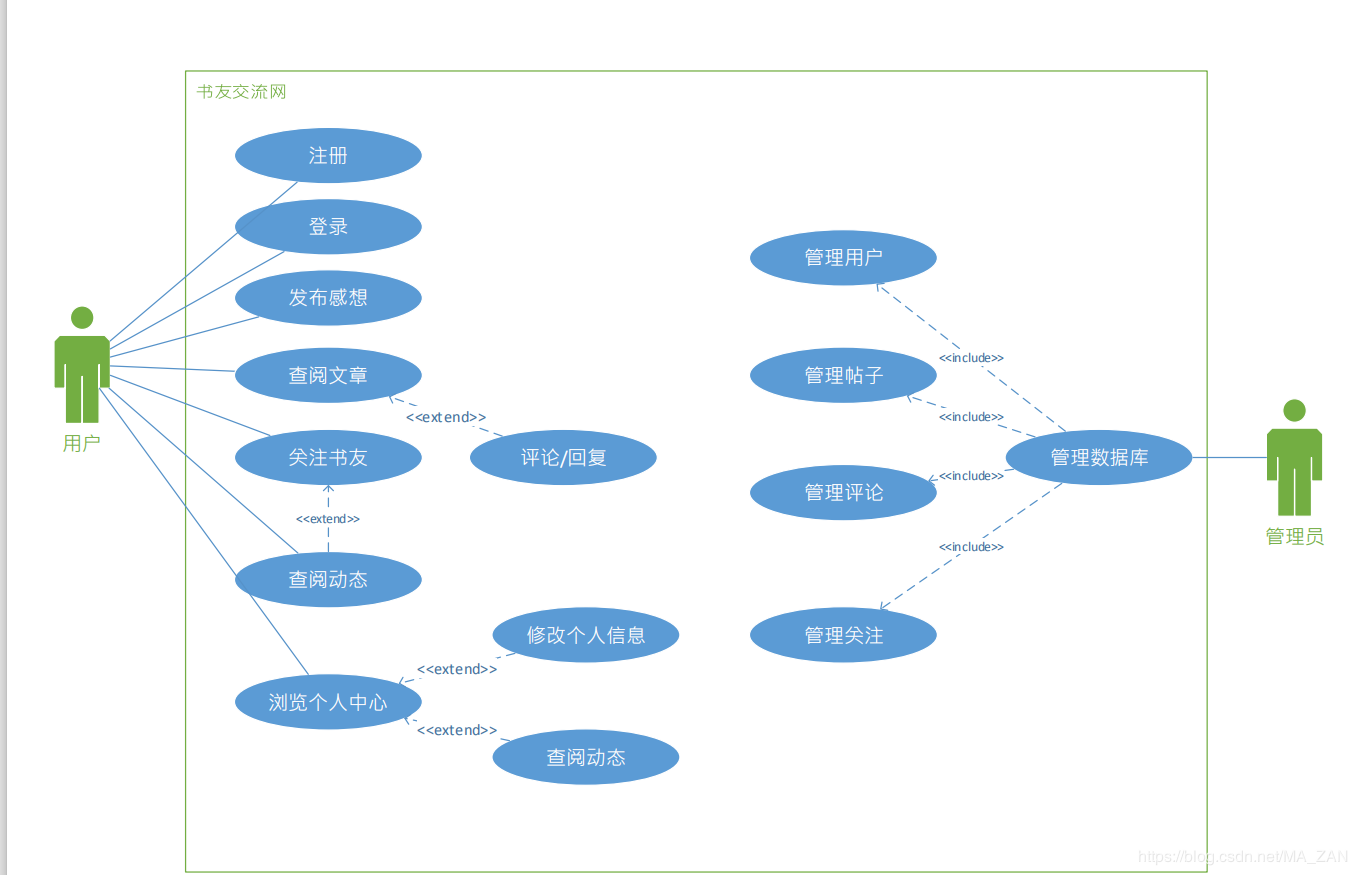 书友交流网
注册
登录
发布感想
查阅文章
<<extend>>
关注书友
评论/回复
<<extend>>
查阅动态
修改个人信息
<<extend>>
浏览个人中心
<<extend>>
查阅动态
用户
管理用户
<<include>>
管理帖子
<<include>>
管理数据库
<<include>>
管理评论
<<include>>
管理关注
管理员
https://blog.csdn.net/MA_ZAN